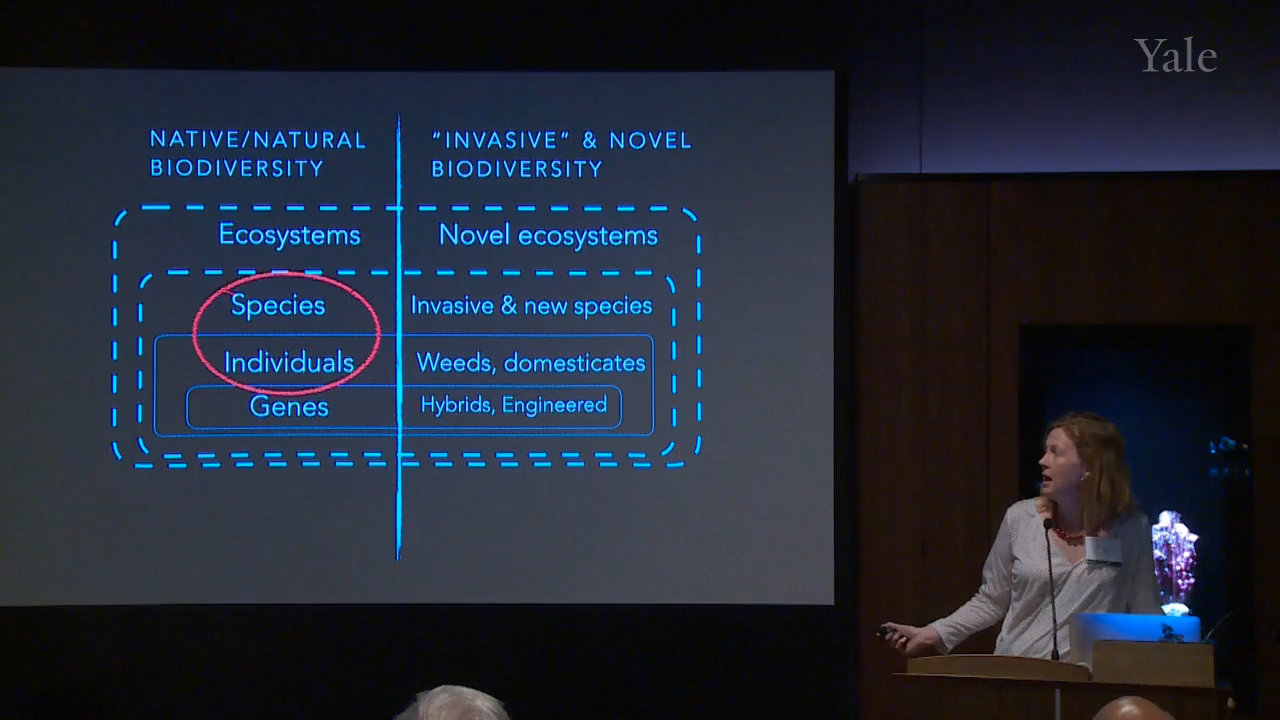 Yale
NATIVE/NATURAL
BIODIVERSITY
"INVASIVE" & NOVEL
BIODIVERSITY
Ecosystems
Novel ecosystems
Species
Invasive & new species
Individuals
Weeds, domesticates
Genes
Hybrids, Engineered